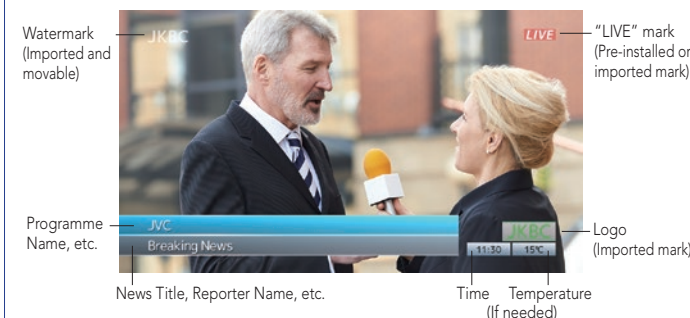 Watermark
(Imported and
movable)
JKBC
LIVE
"LIVE" mark
(Pre-installed or
imported mark)
Programme
Name, etc.
JVC
Breaking News
JKBC
11:30
15℃
Logo
(Imported mark)
News Title, Reporter Name, etc.
Time
Temperature
(If needed)